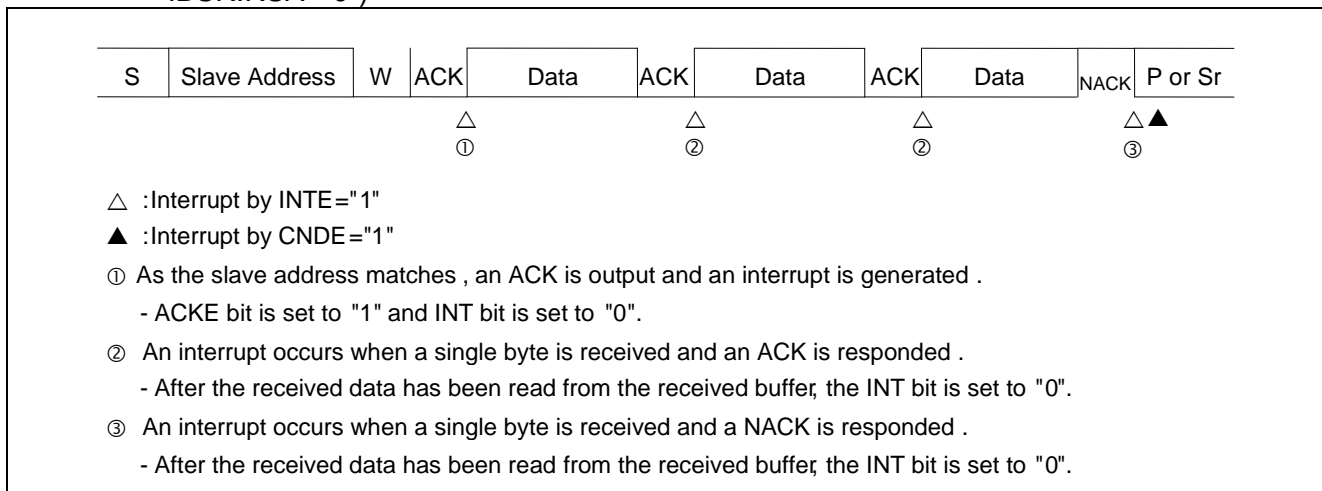 S Slave Address W ACK Data ACK Data ACK Data NACK P or Sr
△ △ △ △ ▲
① ② ② ③
△ :Interrupt by INTE="1"
▲ :Interrupt by CNDE="1"
① As the slave address matches , an ACK is output and an interrupt is generated .
- ACKE bit is set to "1" and INT bit is set to "0".
② An interrupt occurs when a single byte is received and an ACK is responded .
- After the received data has been read from the received buffer, the INT bit is set to "0".
③ An interrupt occurs when a single byte is received and a NACK is responded .
- After the received data has been read from the received buffer, the INT bit is set to "0".